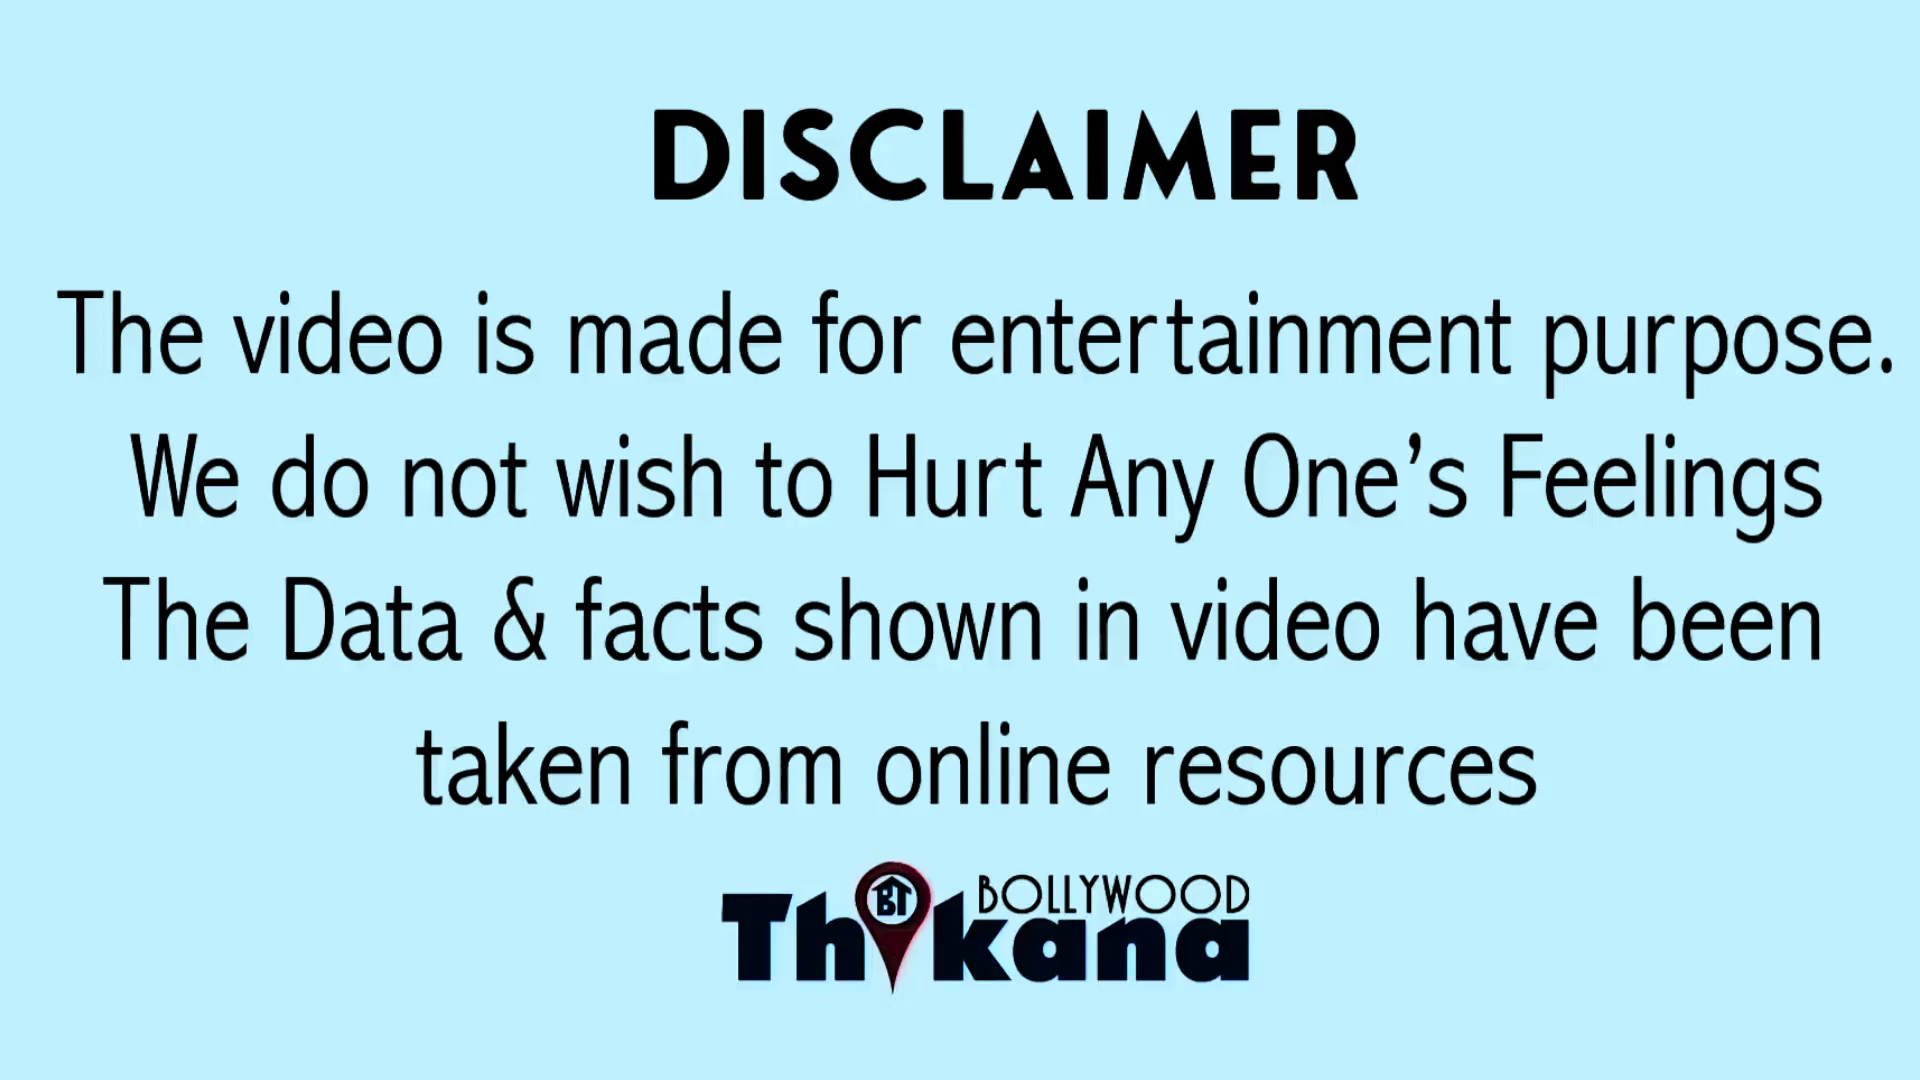 DISCLAIMER
The video is made for entertainment purpose.
We do not wish to Hurt Any One’s Feelings
The Data & facts shown in video have been
taken from online resources
BT
BOLLYWOOD
Thikana